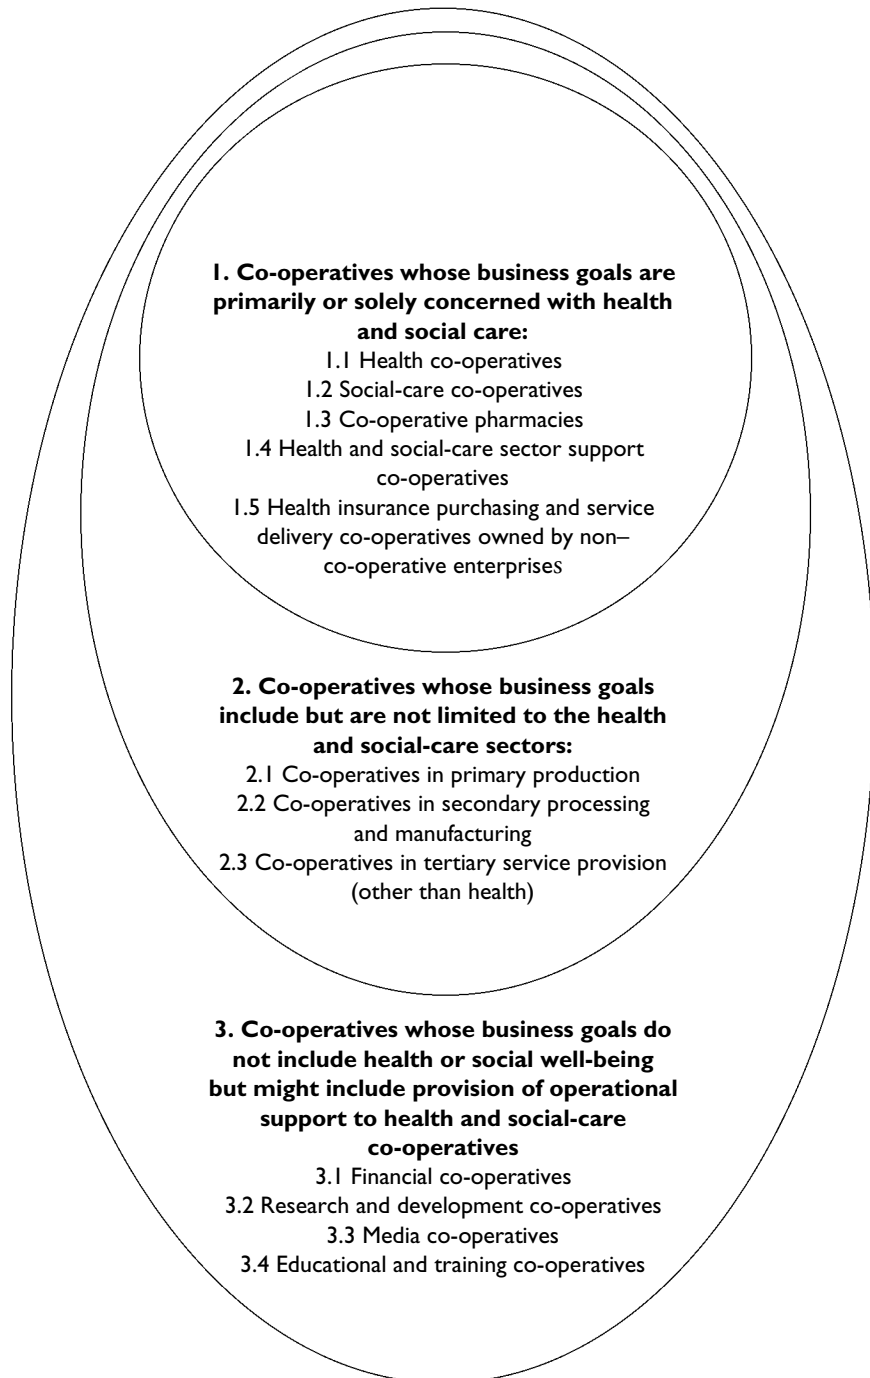 1. Co-operatives whose business goals are
primarily or solely concerned with health
and social care:
1.1 Health co-operatives
1.2 Social-care co-operatives
1.3 Co-operative pharmacies
1.4 Health and social-care sector support
co-operatives
1.5 Health insurance purchasing and service
delivery co-operatives owned by non–
co-operative enterprises
2. Co-operatives whose business goals
include but are not limited to the health
and social-care sectors:
2.1 Co-operatives in primary production
2.2 Co-operatives in secondary processing
and manufacturing
2.3 Co-operatives in tertiary service provision
(other than health)
3. Co-operatives whose business goals do
not include health or social well-being
but might include provision of operational
support to health and social-care
co-operatives
3.1 Financial co-operatives
3.2 Research and development co-operatives
3.3 Media co-operatives
3.4 Educational and training co-operatives